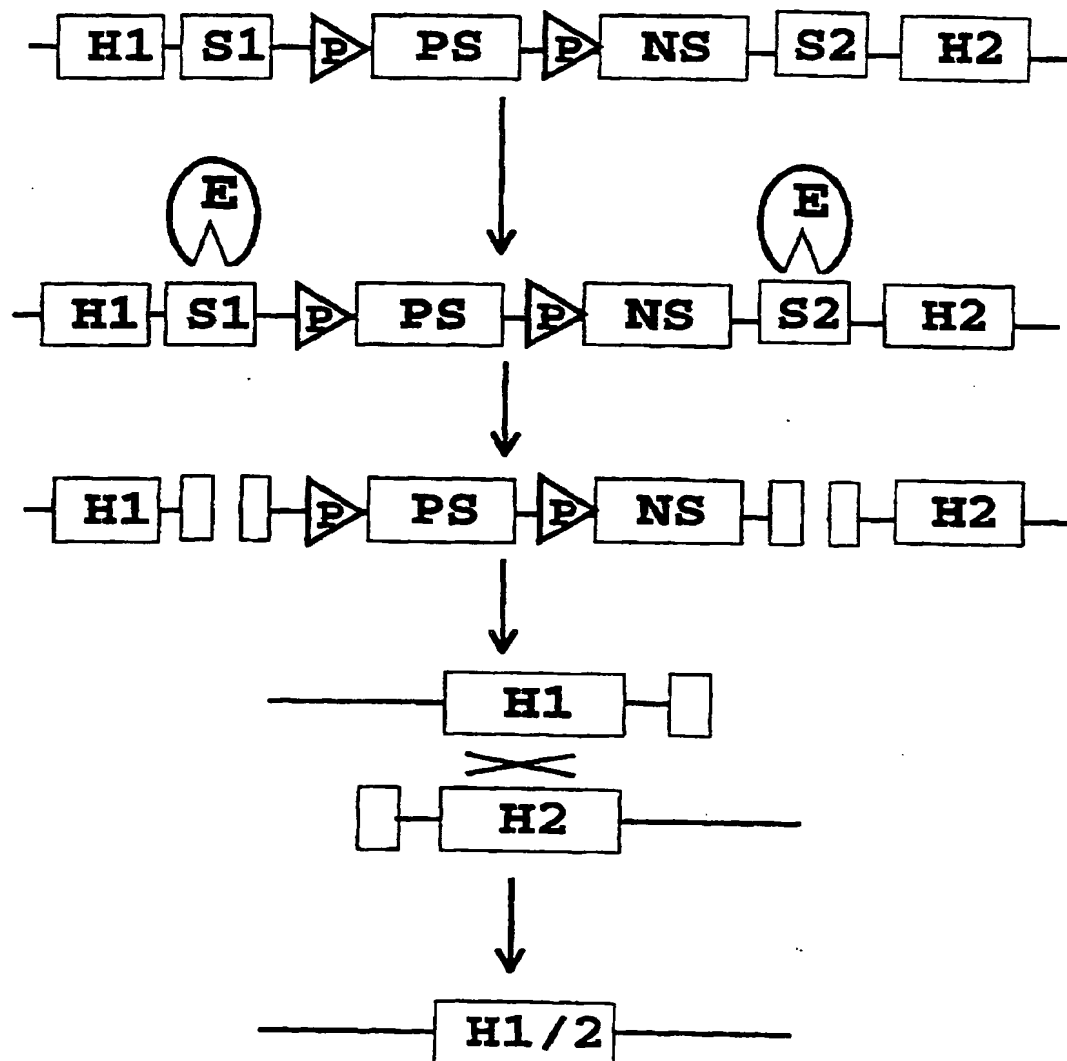 H1 S1 P PS P NS S2 H2
E E
H1 S1 P PS P NS S2 H2
H1 P PS P NS H2
H1
H2
H1/2